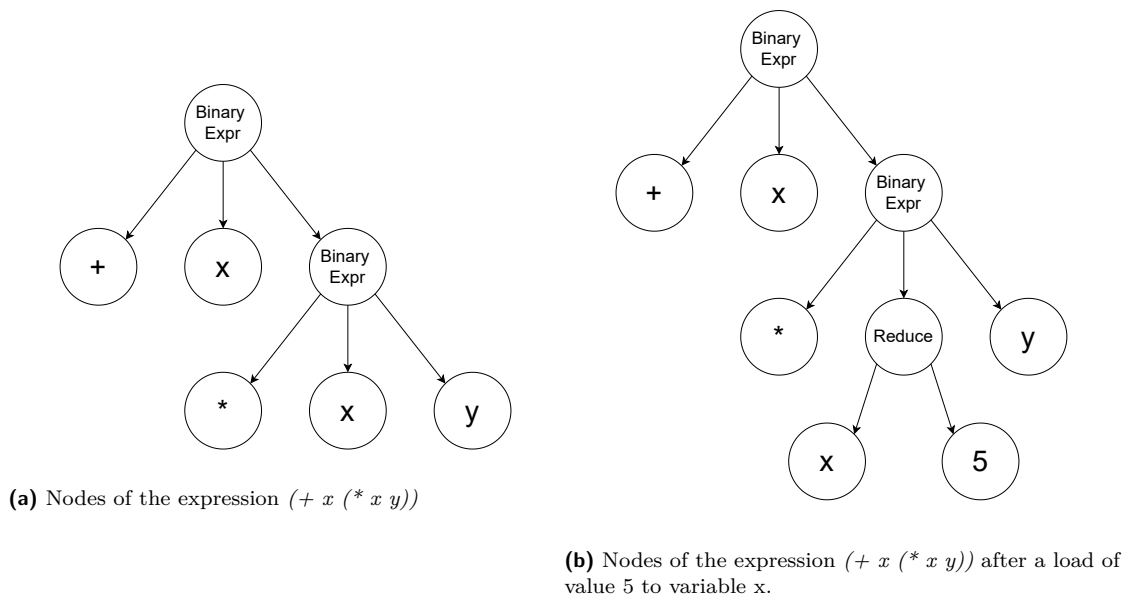 Binary
Expr
+
x
Binary
Expr
*
x
y
(a) Nodes of the expression (+ x (* x y))
Binary
Expr
+
x
Binary
Expr
*
Reduce
y
x
5
(b) Nodes of the expression (+ x (* x y)) after a load of
value 5 to variable x.